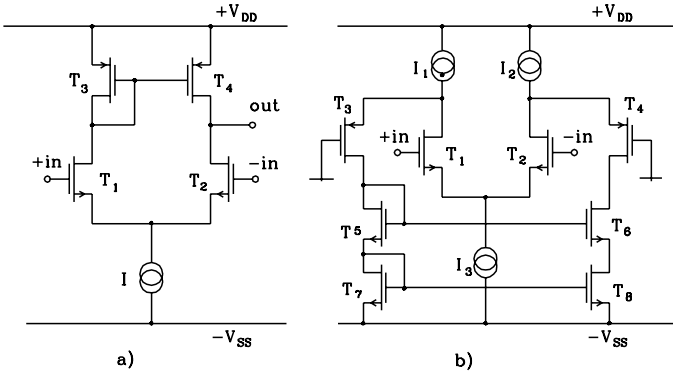 +V_DD
T_3
T_4
out
+in
T_1
T_2
-in
I
-V_SS
a)
+V_DD
I_1
I_2
T_3
T_4
+in
T_1
T_2
-in
T_5
T_6
I_3
T_7
T_8
-V_SS
b)